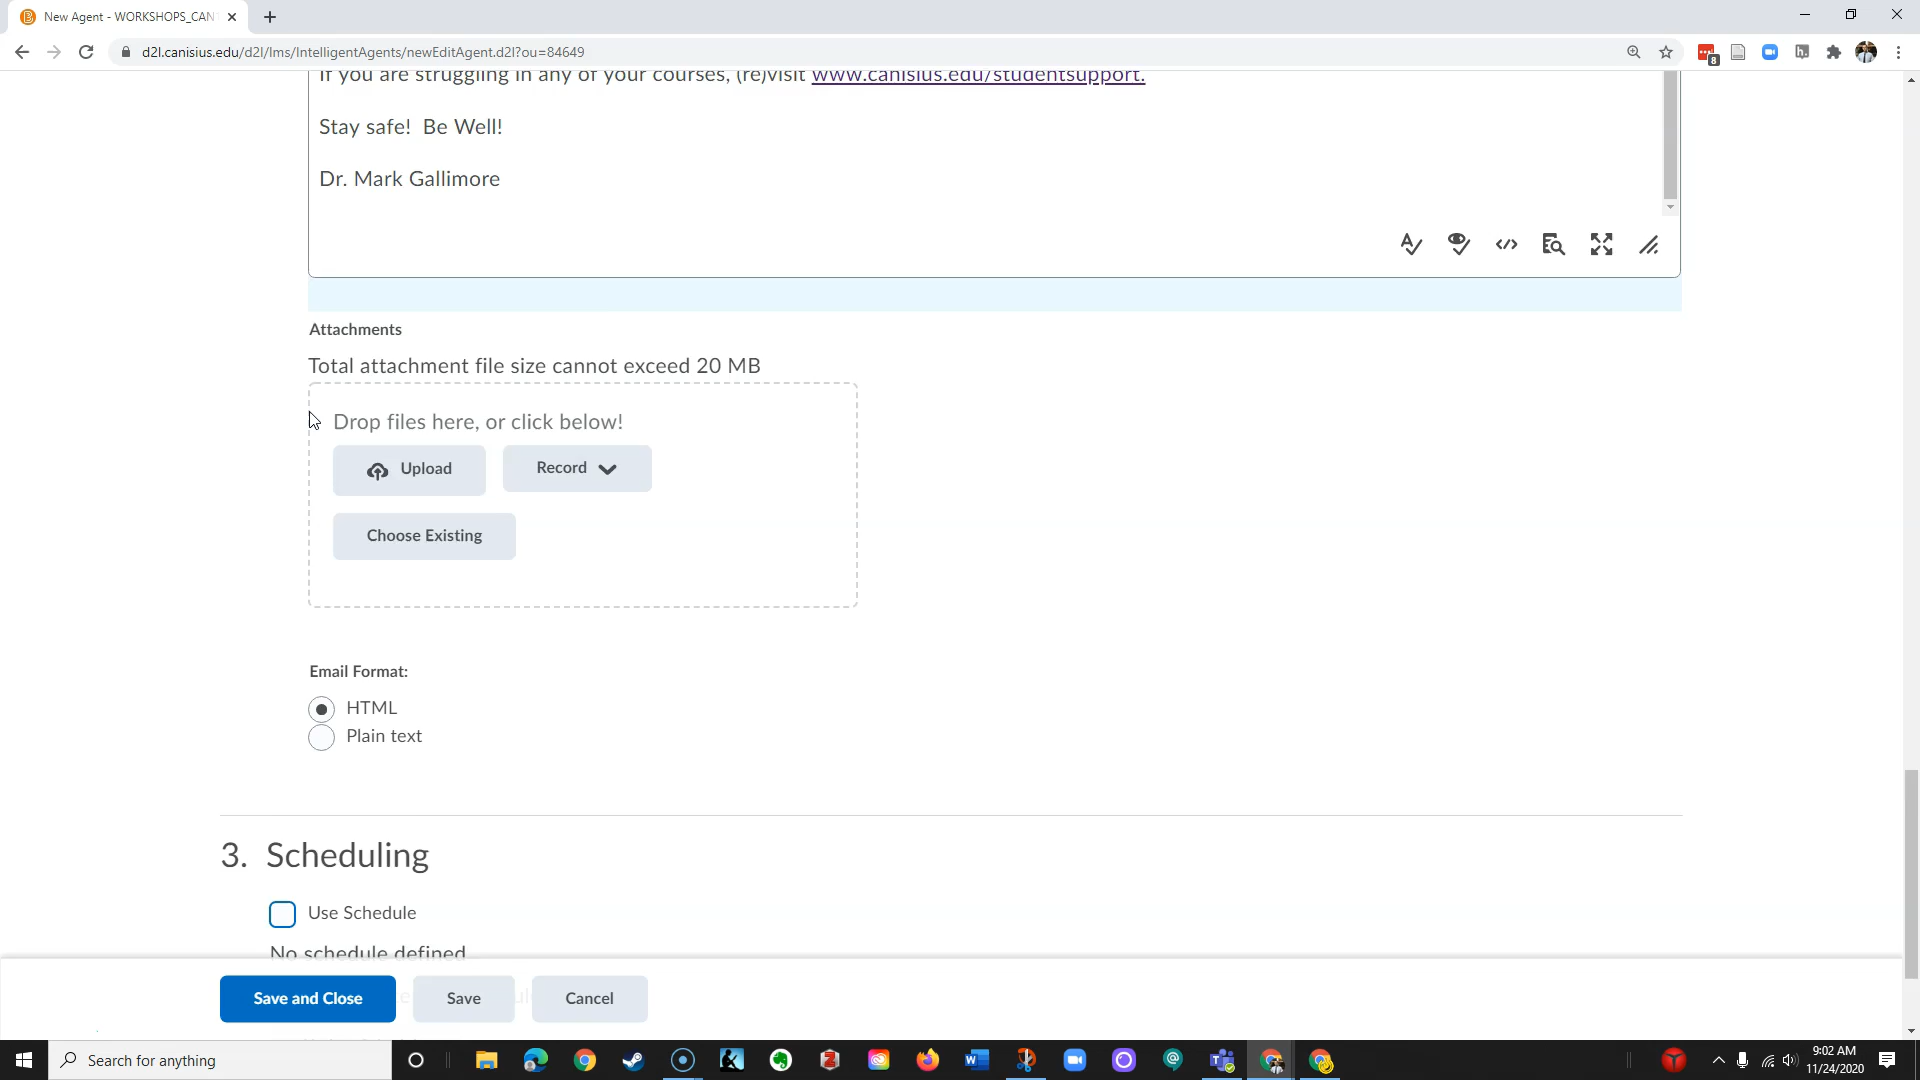 New Agent - WORKSHOPS_CAN
d2l.canisius.edu/d2l/lms/IntelligentAgents/newEditAgent.d2l?ou=84649
8
h.
If you are struggling in any of your courses, (re)visit www.canisius.edu/studentsupport.
Stay safe!  Be Well!
Dr. Mark Gallimore
Attachments
Total attachment file size cannot exceed 20 MB
Drop files here, or click below!
Upload
Record
Choose Existing
Email Format:
HTML
Plain text
3. Scheduling
Use Schedule
No schedule defined
Save and Close
Save
Cancel
Search for anything
9:02 AM
11/24/2020